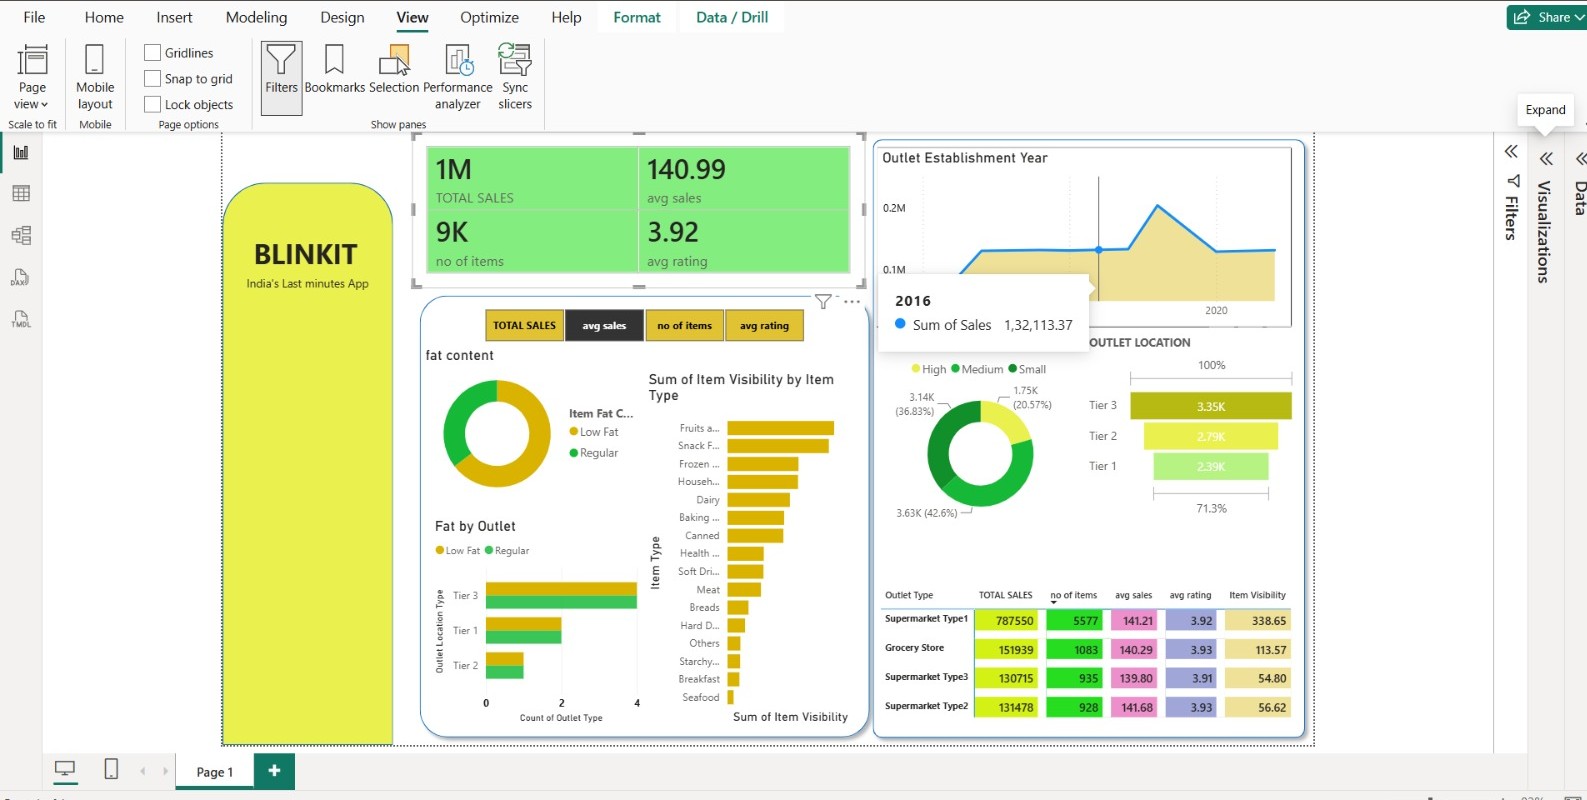 File Home Insert Modeling Design View Optimize Help Format Data / Drill Share
Page view
Scale to fit
Mobile layout
Mobile
Gridlines
Snap to grid
Lock objects
Page options
Filters
Bookmarks
Selection
Performance analyzer
Sync slicers
Show panes
Expand
Filters
Visualizations
Data
DAX
TMDL
BLINKIT
India's Last minutes App
1M
TOTAL SALES
140.99
avg sales
9K
no of items
3.92
avg rating
TOTAL SALES avg sales no of items avg rating
fat content
Item Fat C...
Low Fat
Regular
Sum of Item Visibility by Item
Type
Item Type
Fruits a...
Snack F...
Frozen ...
Househ...
Dairy
Baking ...
Canned
Health ...
Soft Dri...
Meat
Breads
Hard D...
Others
Starchy...
Breakfast
Seafood
Sum of Item Visibility
Fat by Outlet
Low Fat Regular
Outlet Location Type
Tier 3
Tier 1
Tier 2
0 2 4
Count of Outlet Type
Outlet Establishment Year
0.2M
0.1M
2020
2016
Sum of Sales 1,32,113.37
High Medium Small
3.14K
(36.83%)
1.75K
(20.57%)
3.63K (42.6%)
OUTLET LOCATION
100%
Tier 3 3.35K
Tier 2 2.79K
Tier 1 2.39K
71.3%
Outlet Type TOTAL SALES no of items avg sales avg rating Item Visibility
Supermarket Type1 787550 5577 141.21 3.92 338.65
Grocery Store 151939 1083 140.29 3.93 113.57
Supermarket Type3 130715 935 139.80 3.91 54.80
Supermarket Type2 131478 928 141.68 3.93 56.62
Page 1